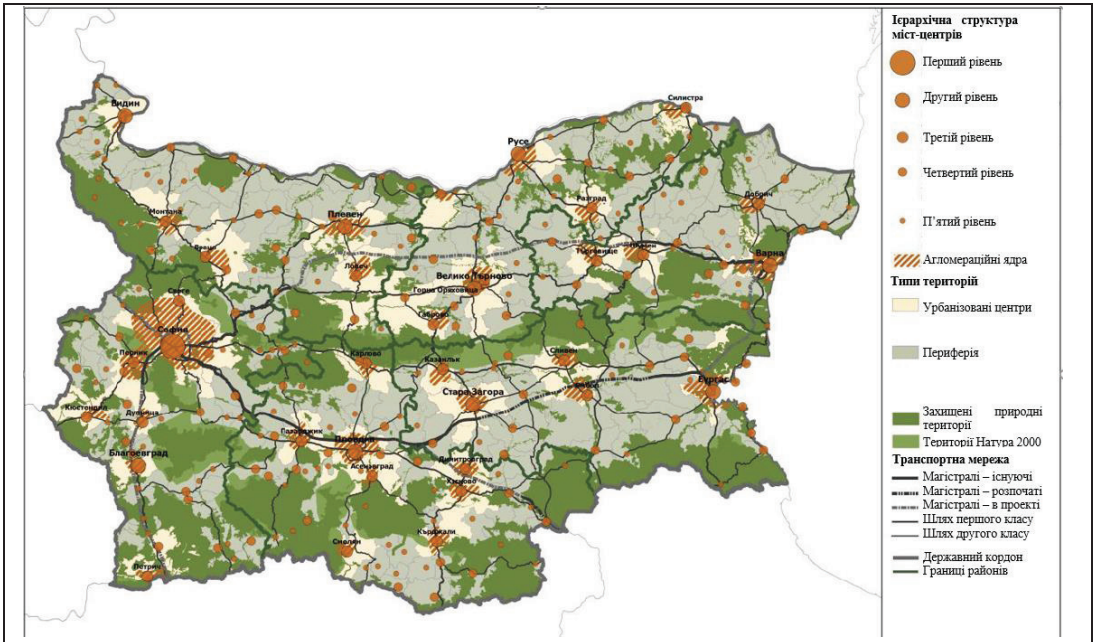 Видин
Силистра
Русе
Добрич
Разград
Монтана
Плевен
Враца
Варна
Ловеч
Велико Търново
Горна Оряховица
Габрово
Своге
София
Перник
Карлово
Казанлък
Сливен
Бургас
Стара Загора
Кюстендил
Дупница
Пазарджик
Пловдив
Благоевград
Асеновград
Димитровград
Хасково
Кърджали
Смолян
Петрич
Ієрархічна структура
міст-центрів
Перший рівень
Другий рівень
Третій рівень
Четвертий рівень
П'ятий рівень
Агломераційні ядра
Типи територій
Урбанізовані центри
Периферія
Захищені природні
території
Території Натура 2000
Транспортна мережа
Магістралі – існуючі
Магістралі – розпочаті
Магістралі – в проекті
Шлях першого класу
Шлях другого класу
Державний кордон
Границі районів